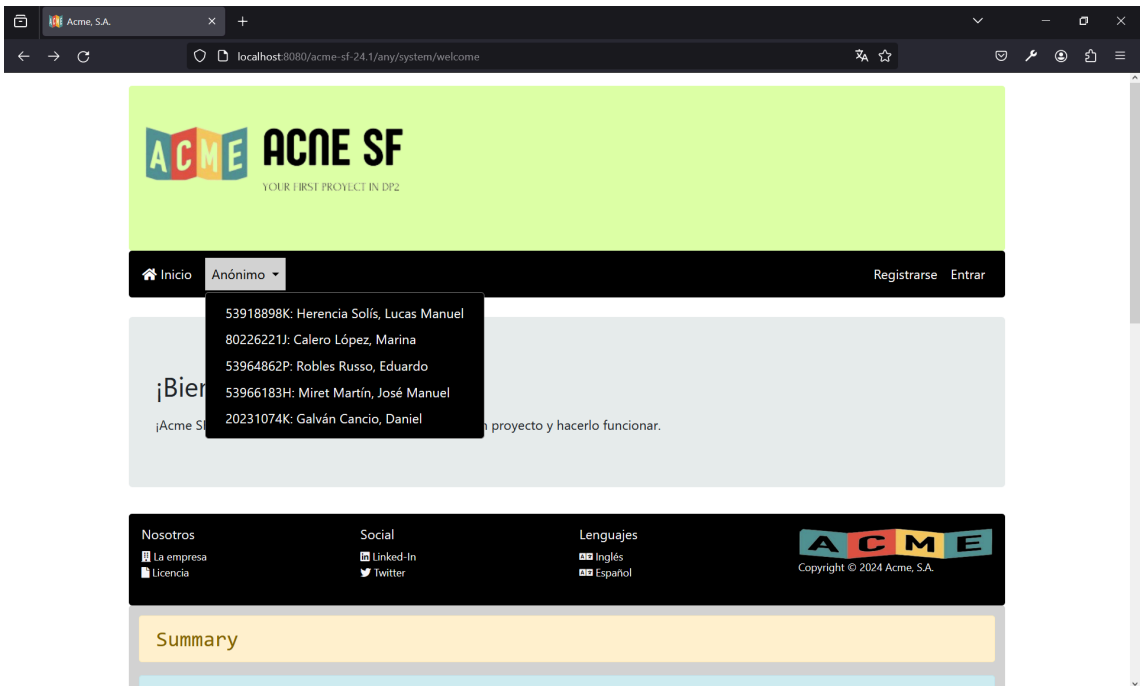 Acme, S.A.
localhost:8080/acme-sf-24.1/any/system/welcome
ACME ACME SF
YOUR FIRST PROYECT IN DP2
Inicio Anónimo Registrarse Entrar
53918898K: Herencia Solís, Lucas Manuel
80226221J: Calero López, Marina
53964862P: Robles Russo, Eduardo
¡Bier
53966183H: Miret Martín, José Manuel
20231074K: Galván Cancio, Daniel
¡Acme S proyecto y hacerlo funcionar.
Nosotros Social Lenguajes ACME
La empresa Linked-In Inglés
Licencia Twitter Español Copyright © 2024 Acme, S.A.
Summary